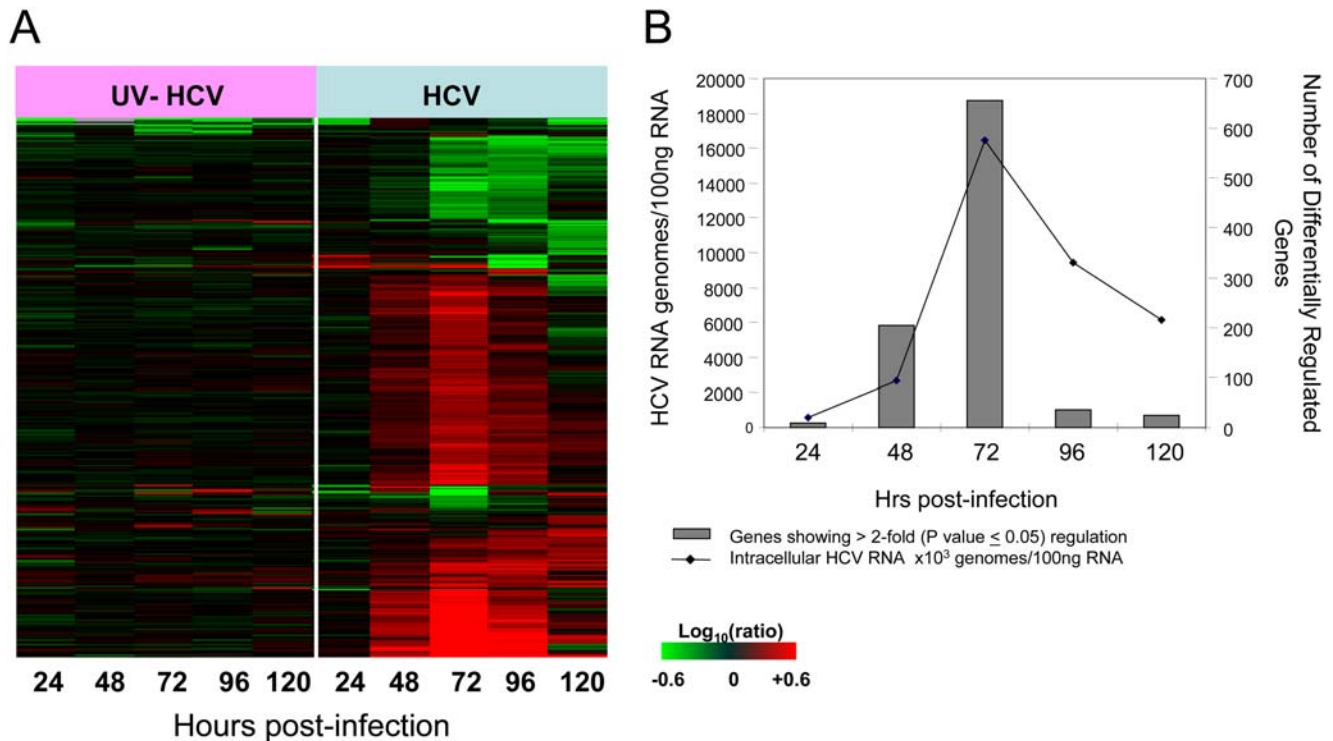 A
UV- HCV
HCV
24 48 72 96 120 24 48 72 96 120
Hours post-infection
B
HCV RNA genomes/100ng RNA
20000
18000
16000
14000
12000
10000
8000
6000
4000
2000
0
700
600
500
400
300
200
100
0
Number of Differentially Regulated
Genes
24 48 72 96 120
Hrs post-infection
Genes showing > 2-fold (P value ≤ 0.05) regulation
Intracellular HCV RNA x10³ genomes/100ng RNA
Log₁₀(ratio)
-0.6 0 +0.6